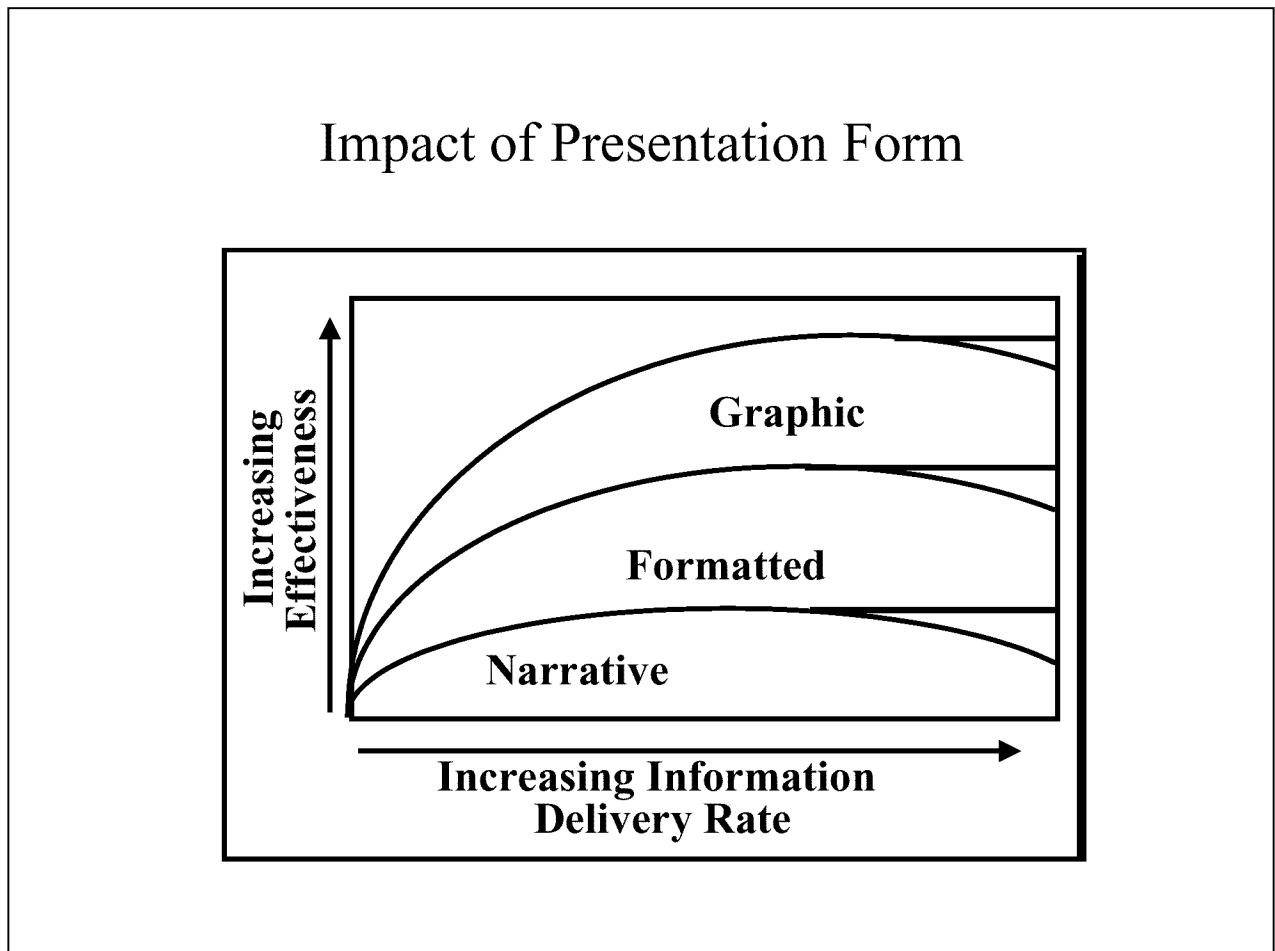 Impact of Presentation Form
Increasing
Effectiveness
Graphic
Formatted
Narrative
Increasing Information
Delivery Rate